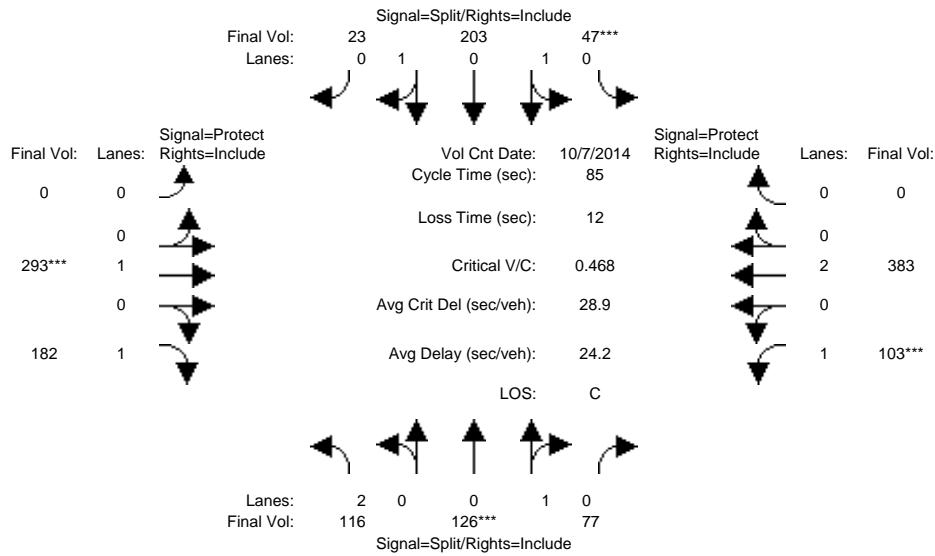 Signal=Split/Rights=Include
Final Vol: 23 203 47***
Lanes: 0 1 0 1 0
Signal=Protect Signal=Protect
Final Vol: Lanes: Rights=Include Vol Cnt Date: 10/7/2014 Rights=Include Lanes: Final Vol:
Cycle Time (sec): 85
0 0 0 0
Loss Time (sec): 12
0 0
293*** 1 Critical V/C: 0.468 2 383
0 Avg Crit Del (sec/veh): 28.9 0
182 1 Avg Delay (sec/veh): 24.2 1 103***
LOS: C
Lanes: 2 0 0 1 0
Final Vol: 116 126*** 77
Signal=Split/Rights=Include